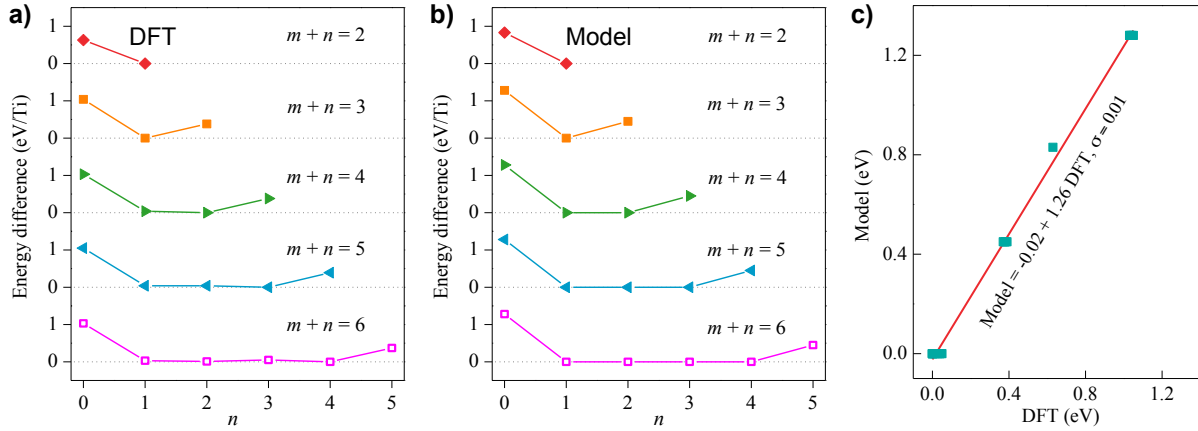 a)
DFT
Energy difference (eV/Ti)
1
0
m + n = 2
1
0
m + n = 3
1
0
m + n = 4
1
0
m + n = 5
1
0
m + n = 6
0 1 2 3 4 5
n
b)
Model
Energy difference (eV/Ti)
1
0
m + n = 2
1
0
m + n = 3
1
0
m + n = 4
1
0
m + n = 5
1
0
m + n = 6
0 1 2 3 4 5
n
c)
Model (eV)
1.2
0.8
0.4
0.0
Model = -0.02 + 1.26 DFT, σ = 0.01
0.0 0.4 0.8 1.2
DFT (eV)